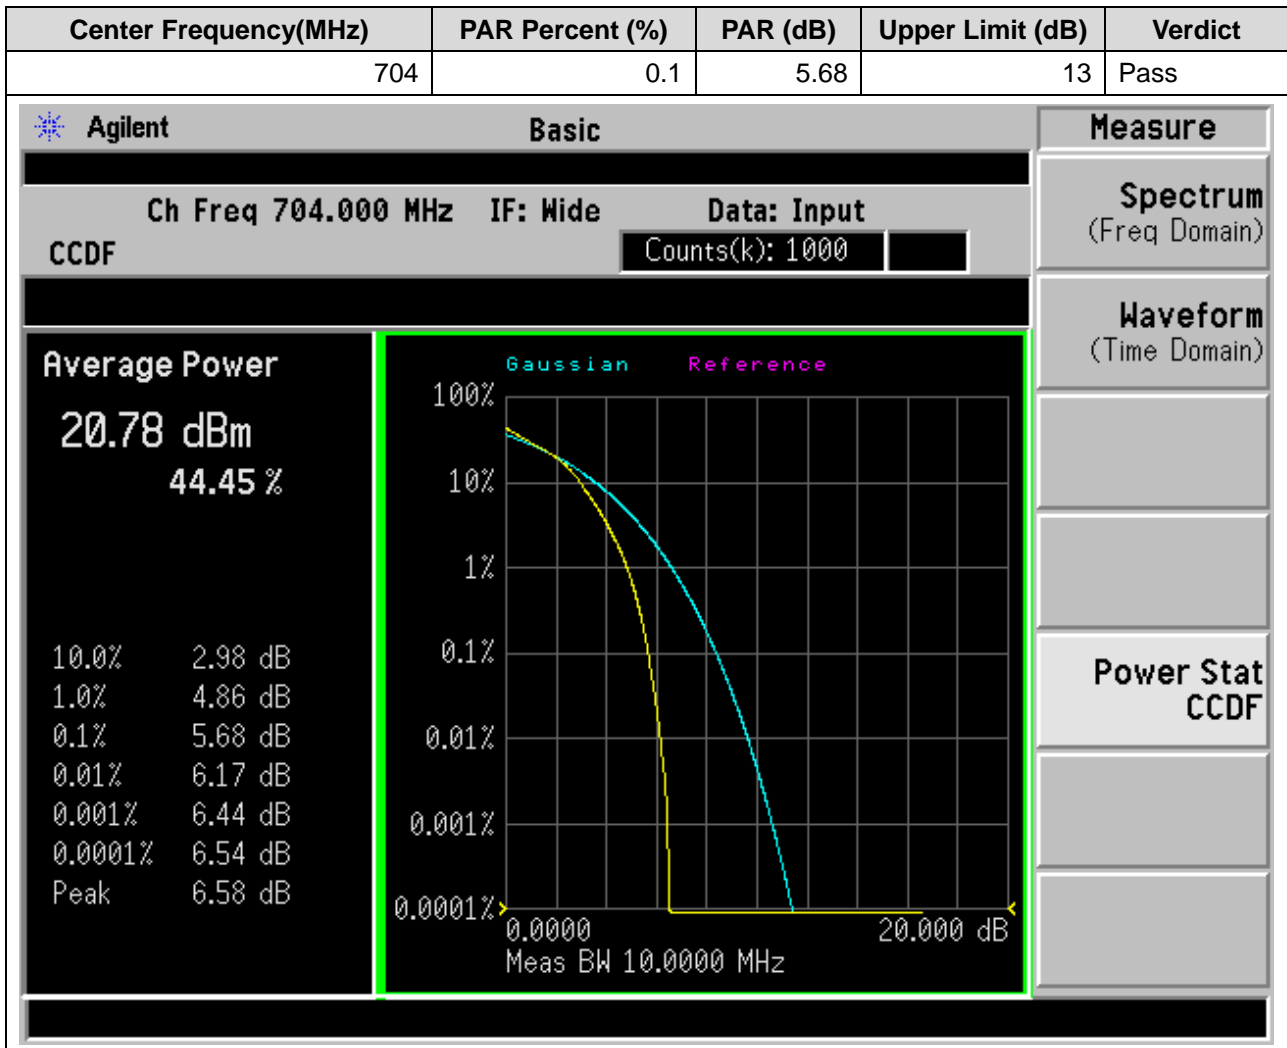 Center Frequency(MHz) PAR Percent (%) PAR (dB) Upper Limit (dB) Verdict
704 0.1 5.68 13 Pass
Agilent Basic Measure
Ch Freq 704.000 MHz IF: Wide Data: Input
CCDF Counts(k): 1000
Spectrum
(Freq Domain)
Waveform
(Time Domain)
Power Stat
CCDF
Average Power
20.78 dBm
44.45 %
10.0% 2.98 dB
1.0% 4.86 dB
0.1% 5.68 dB
0.01% 6.17 dB
0.001% 6.44 dB
0.0001% 6.54 dB
Peak 6.58 dB
Gaussian Reference
100%
10%
1%
0.1%
0.01%
0.001%
0.0001%
0.0000 20.000 dB
Meas BW 10.0000 MHz